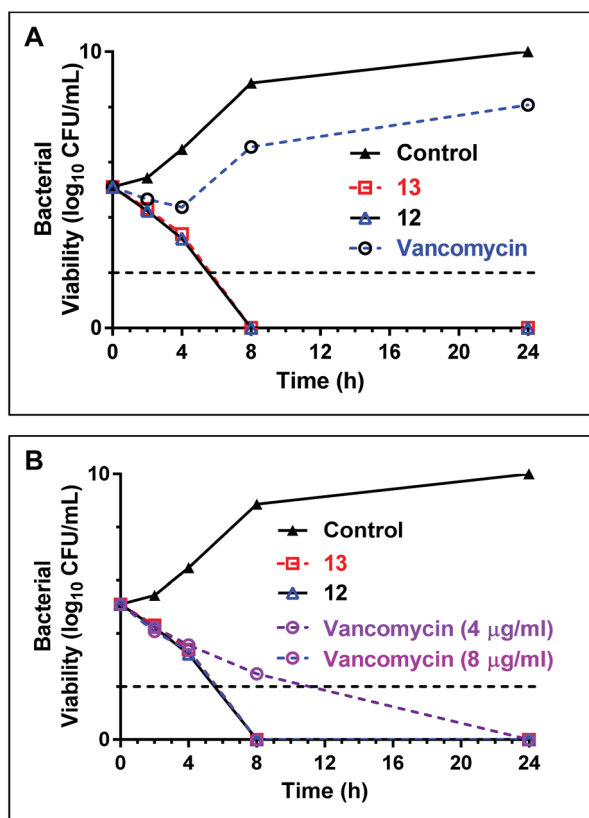 A
10
0
Bacterial
Viability (log₁₀ CFU/mL)
Control
13
12
Vancomycin
0 4 8 12 16 20 24
Time (h)
B
10
0
Bacterial
Viability (log₁₀ CFU/mL)
Control
13
12
Vancomycin (4 μg/ml)
Vancomycin (8 μg/ml)
0 4 8 12 16 20 24
Time (h)